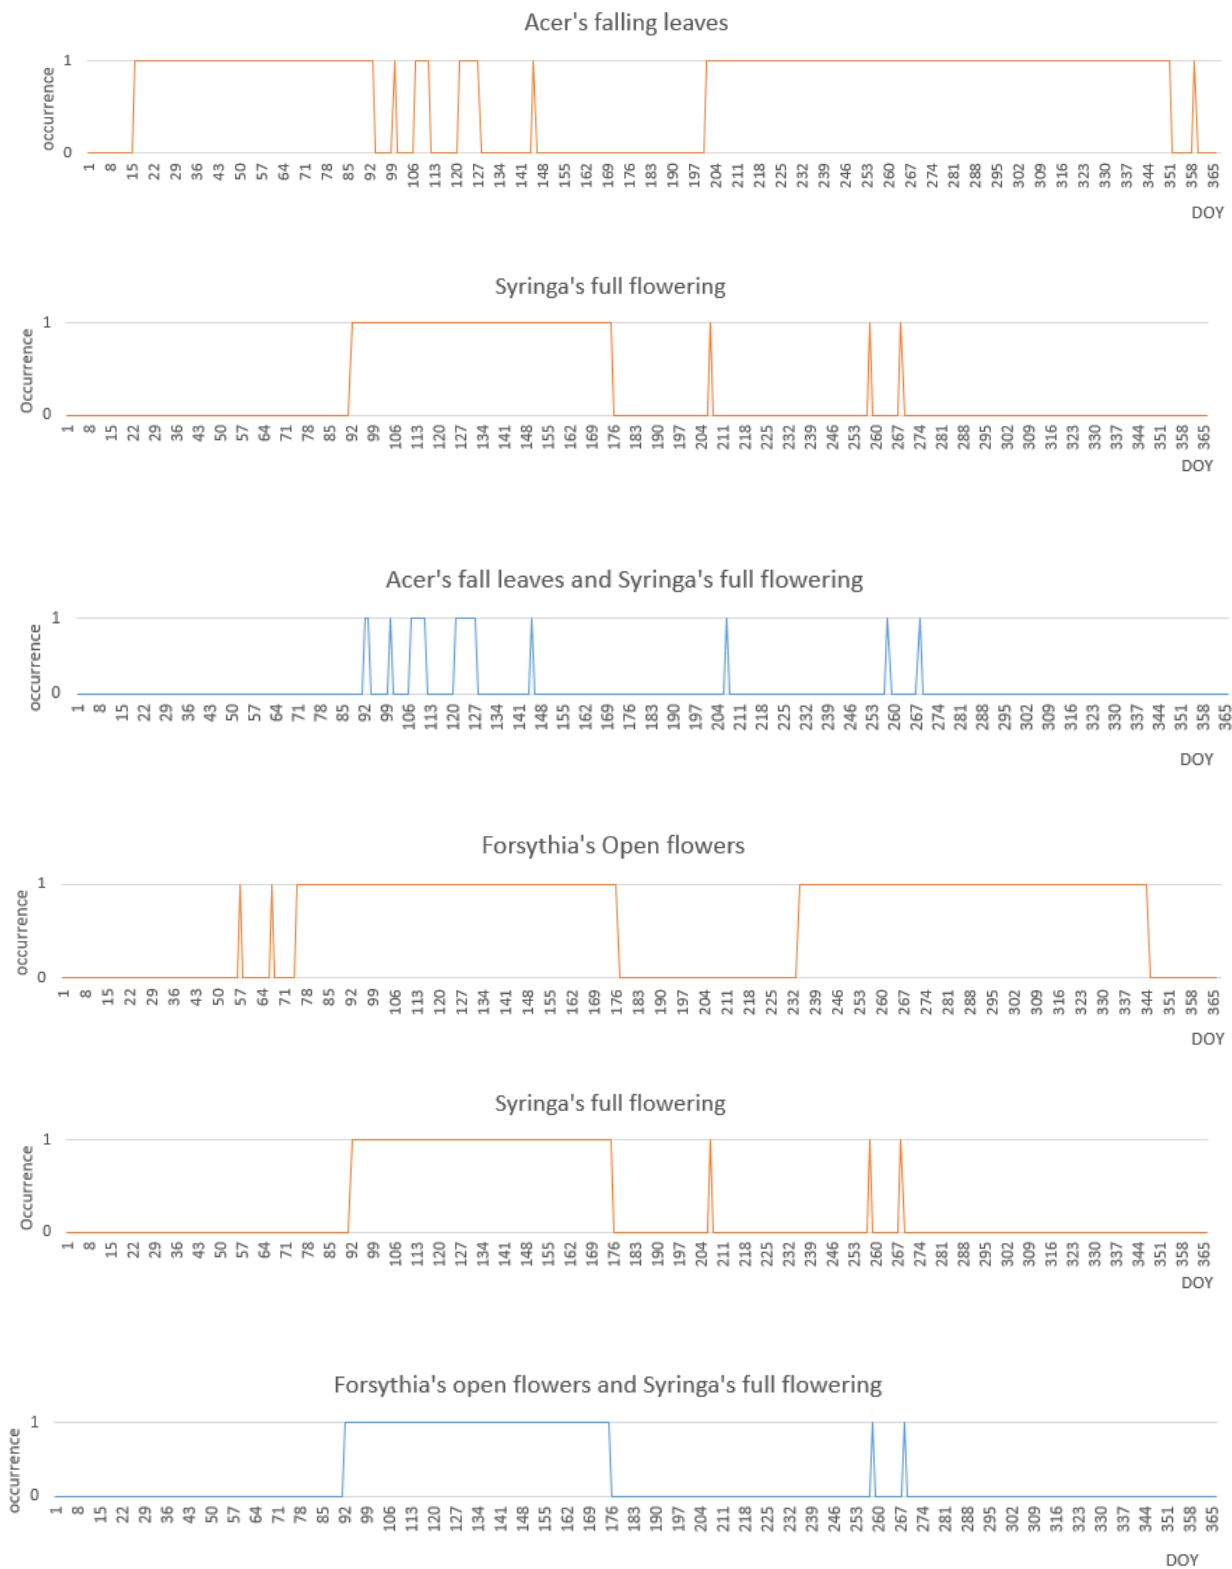 Acer's falling leaves
occurrence
1
0
1 8 15 22 29 36 43 50 57 64 71 78 85 92 99 106 113 120 127 134 141 148 155 162 169 176 183 190 197 204 211 218 225 232 239 246 253 260 267 274 281 288 295 302 309 316 323 330 337 344 351 358 365
DOY
Syringa's full flowering
Occurrence
1
0
1 8 15 22 29 36 43 50 57 64 71 78 85 92 99 106 113 120 127 134 141 148 155 162 169 176 183 190 197 204 211 218 225 232 239 246 253 260 267 274 281 288 295 302 309 316 323 330 337 344 351 358 365
DOY
Acer's fall leaves and Syringa's full flowering
occurrence
1
0
1 8 15 22 29 36 43 50 57 64 71 78 85 92 99 106 113 120 127 134 141 148 155 162 169 176 183 190 197 204 211 218 225 232 239 246 253 260 267 274 281 288 295 302 309 316 323 330 337 344 351 358 365
DOY
Forsythia's Open flowers
occurrence
1
0
1 8 15 22 29 36 43 50 57 64 71 78 85 92 99 106 113 120 127 134 141 148 155 162 169 176 183 190 197 204 211 218 225 232 239 246 253 260 267 274 281 288 295 302 309 316 323 330 337 344 351 358 365
DOY
Syringa's full flowering
Occurrence
1
0
1 8 15 22 29 36 43 50 57 64 71 78 85 92 99 106 113 120 127 134 141 148 155 162 169 176 183 190 197 204 211 218 225 232 239 246 253 260 267 274 281 288 295 302 309 316 323 330 337 344 351 358 365
DOY
Forsythia's open flowers and Syringa's full flowering
occurrence
1
0
1 8 15 22 29 36 43 50 57 64 71 78 85 92 99 106 113 120 127 134 141 148 155 162 169 176 183 190 197 204 211 218 225 232 239 246 253 260 267 274 281 288 295 302 309 316 323 330 337 344 351 358 365
DOY